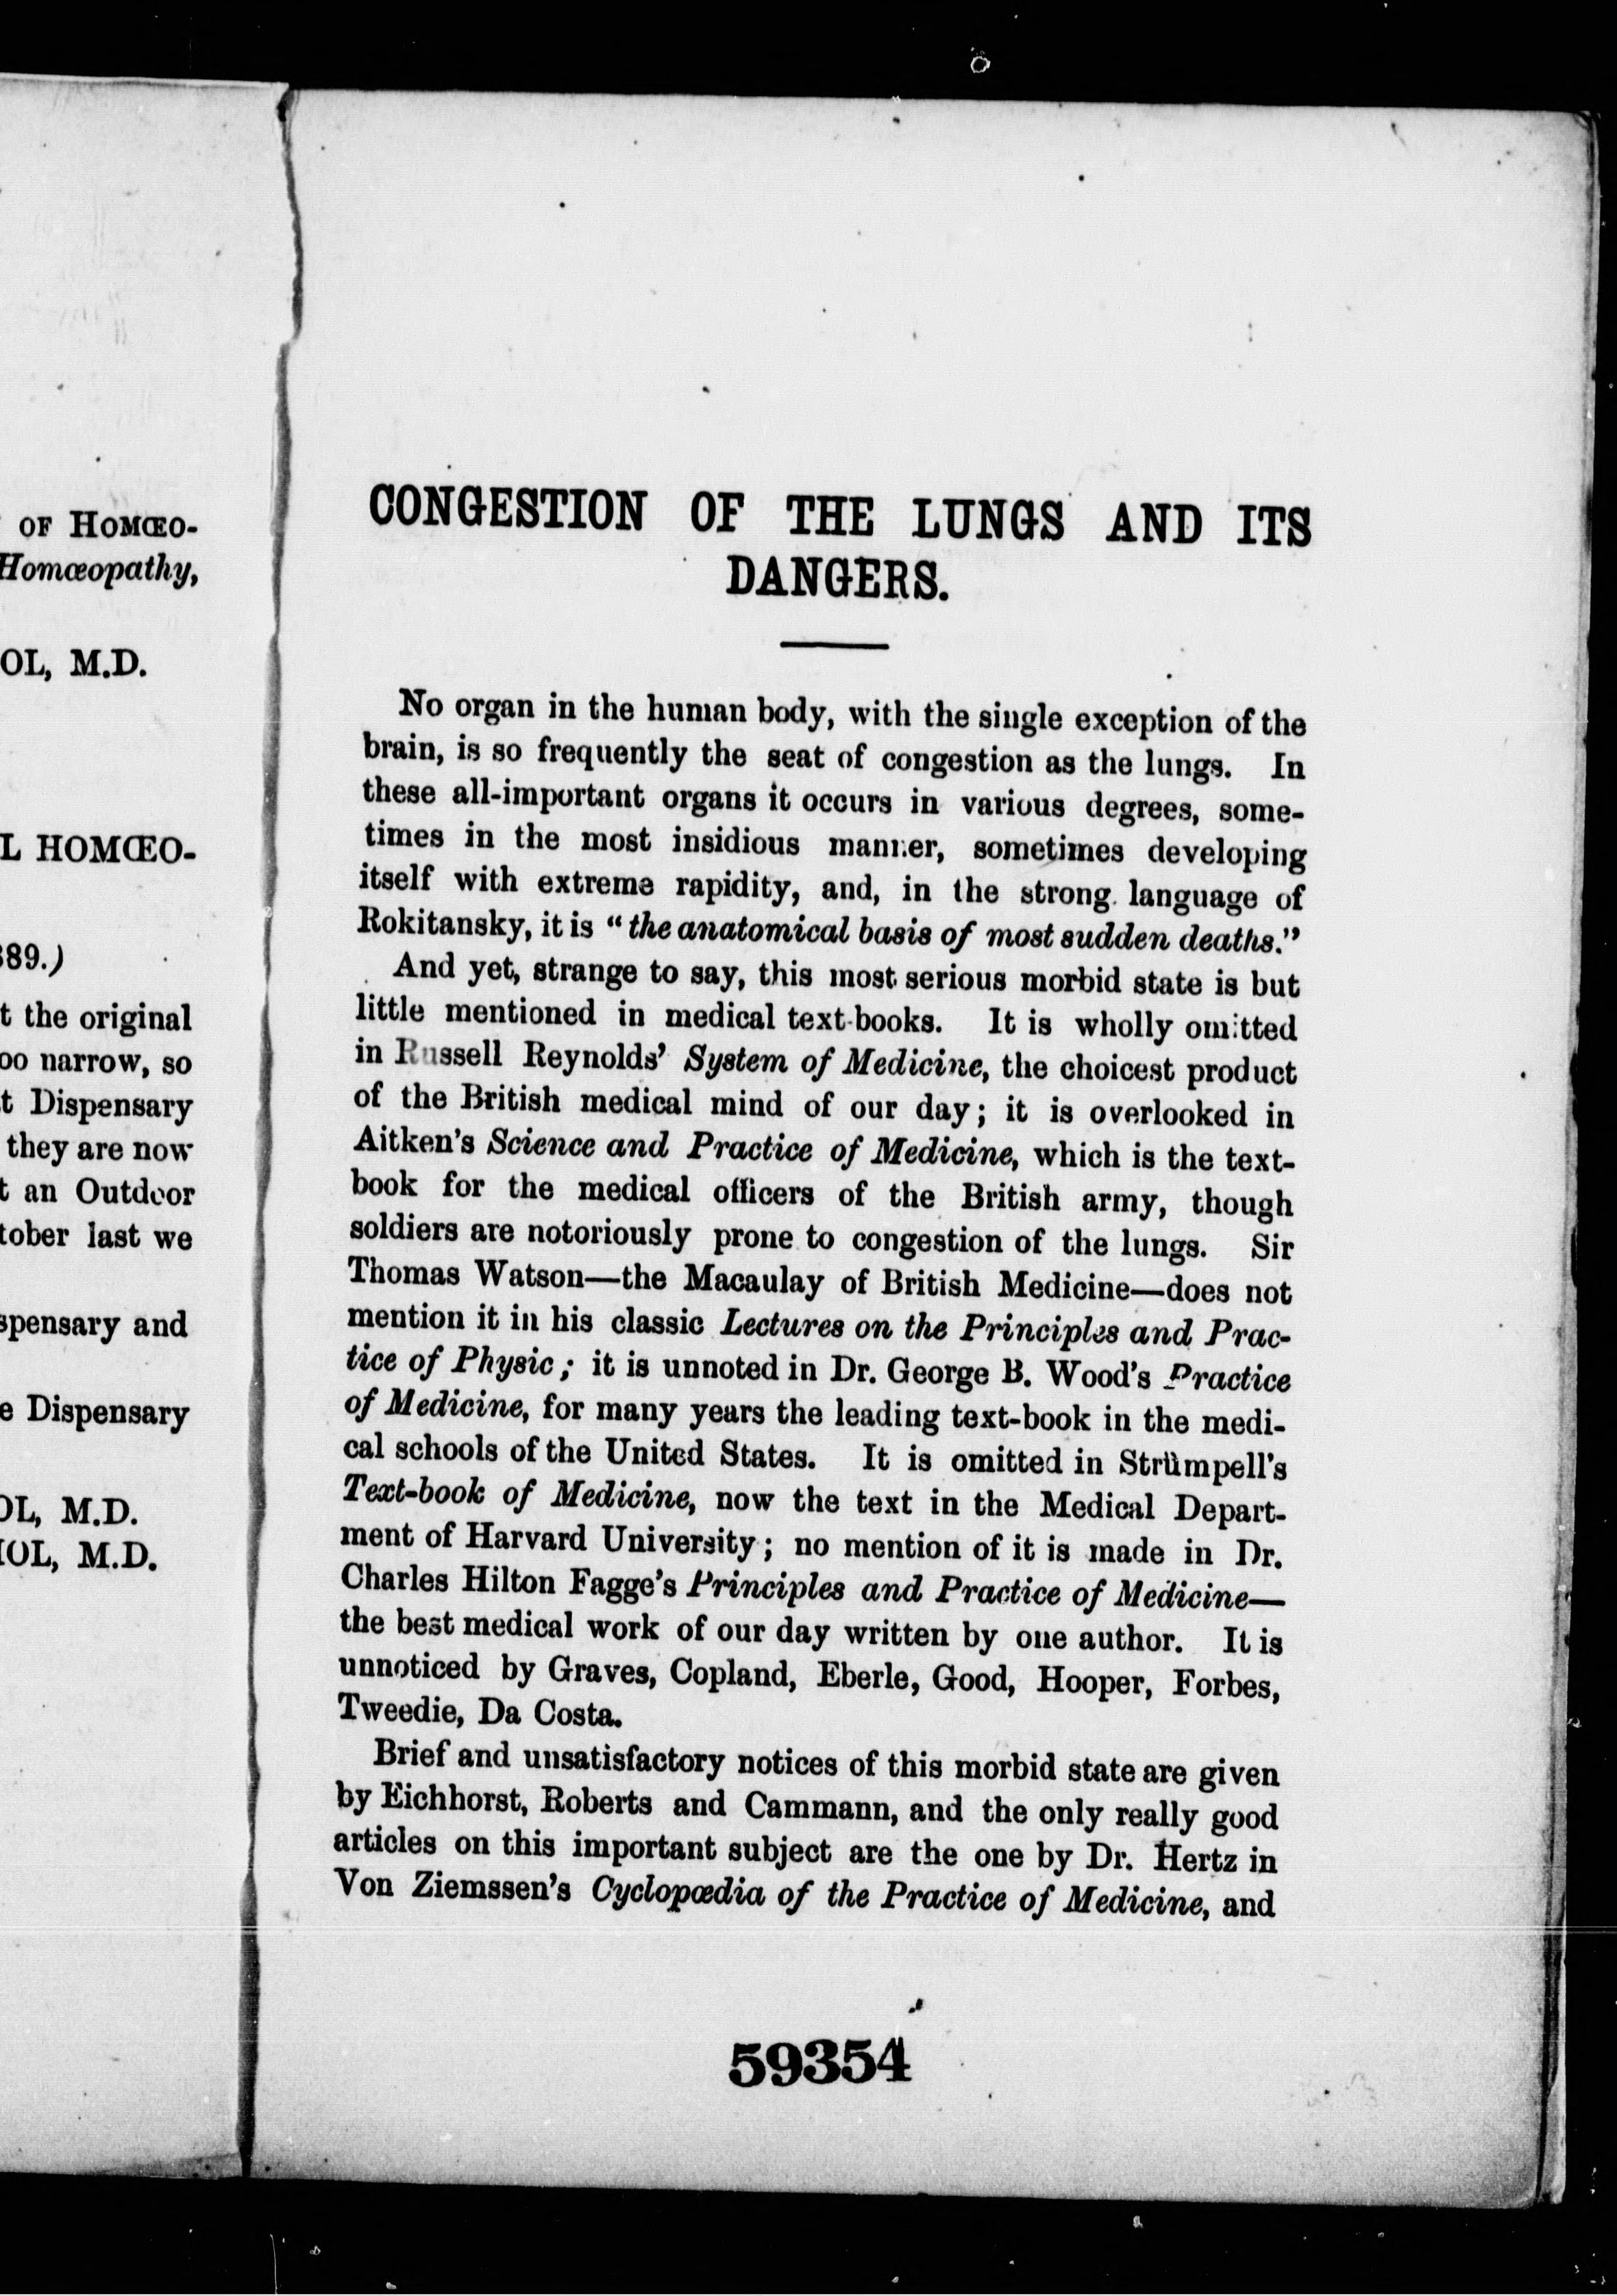 OF HOMŒO-
Homœopathy,
OL, M.D.
L HOMŒO-
89.)
t the original
oo narrow, so
t Dispensary
they are now
t an Outdoor
tober last we
spensary and
e Dispensary
OL, M.D.
OL, M.D.
CONGESTION OF THE LUNGS AND ITS
DANGERS.
No organ in the human body, with the single exception of the
brain, is so frequently the seat of congestion as the lungs. In
these all-important organs it occurs in various degrees, some-
times in the most insidious manner, sometimes developing
itself with extreme rapidity, and, in the strong language of
Rokitansky, it is “the anatomical basis of most sudden deaths.”
And yet, strange to say, this most serious morbid state is but
little mentioned in medical text-books. It is wholly omitted
in Russell Reynolds’ System of Medicine, the choicest product
of the British medical mind of our day; it is overlooked in
Aitken’s Science and Practice of Medicine, which is the text-
book for the medical officers of the British army, though
soldiers are notoriously prone to congestion of the lungs. Sir
Thomas Watson—the Macaulay of British Medicine—does not
mention it in his classic Lectures on the Principles and Prac-
tice of Physic; it is unnoted in Dr. George B. Wood’s Practice
of Medicine, for many years the leading text-book in the medi-
cal schools of the United States. It is omitted in Strümpell’s
Text-book of Medicine, now the text in the Medical Depart-
ment of Harvard University; no mention of it is made in Dr.
Charles Hilton Fagge’s Principles and Practice of Medicine—
the best medical work of our day written by one author. It is
unnoticed by Graves, Copland, Eberle, Good, Hooper, Forbes,
Tweedie, Da Costa.
Brief and unsatisfactory notices of this morbid state are given
by Eichhorst, Roberts and Cammann, and the only really good
articles on this important subject are the one by Dr. Hertz in
Von Ziemssen’s Cyclopœdia of the Practice of Medicine, and
59354